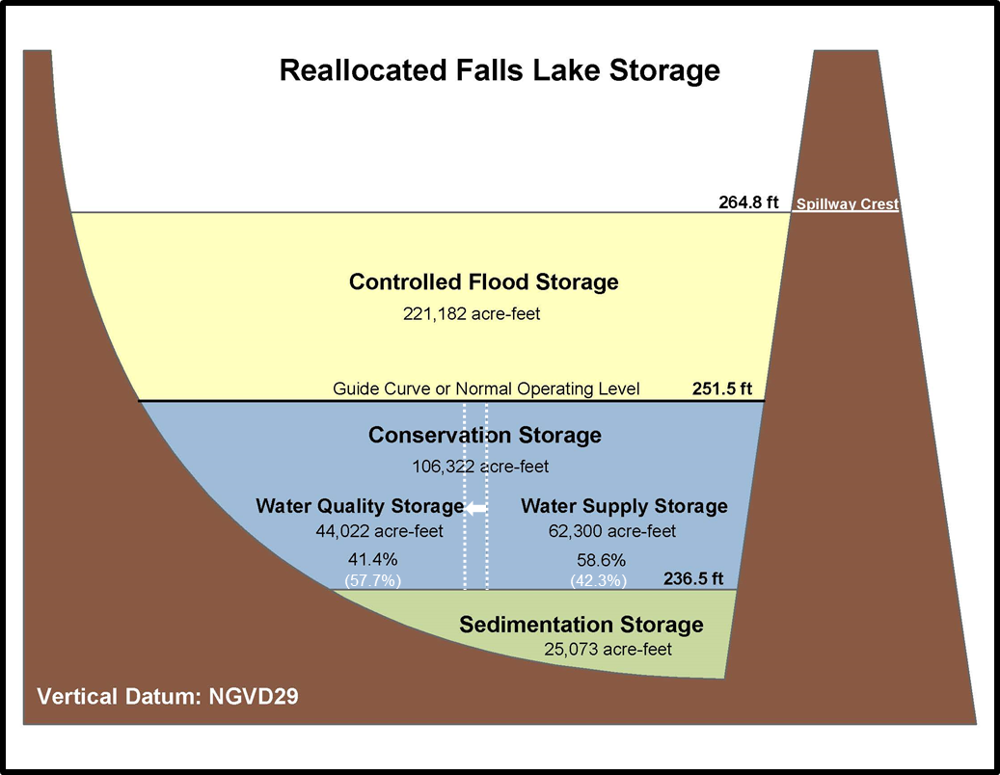 Reallocated Falls Lake Storage
264.8 ft
Spillway Crest
Controlled Flood Storage
221,182 acre-feet
Guide Curve or Normal Operating Level
251.5 ft
Conservation Storage
106,322 acre-feet
Water Quality Storage
44,022 acre-feet
41.4%
(57.7%)
Water Supply Storage
62,300 acre-feet
58.6%
(42.3%)
236.5 ft
Sedimentation Storage
25,073 acre-feet
Vertical Datum: NGVD29